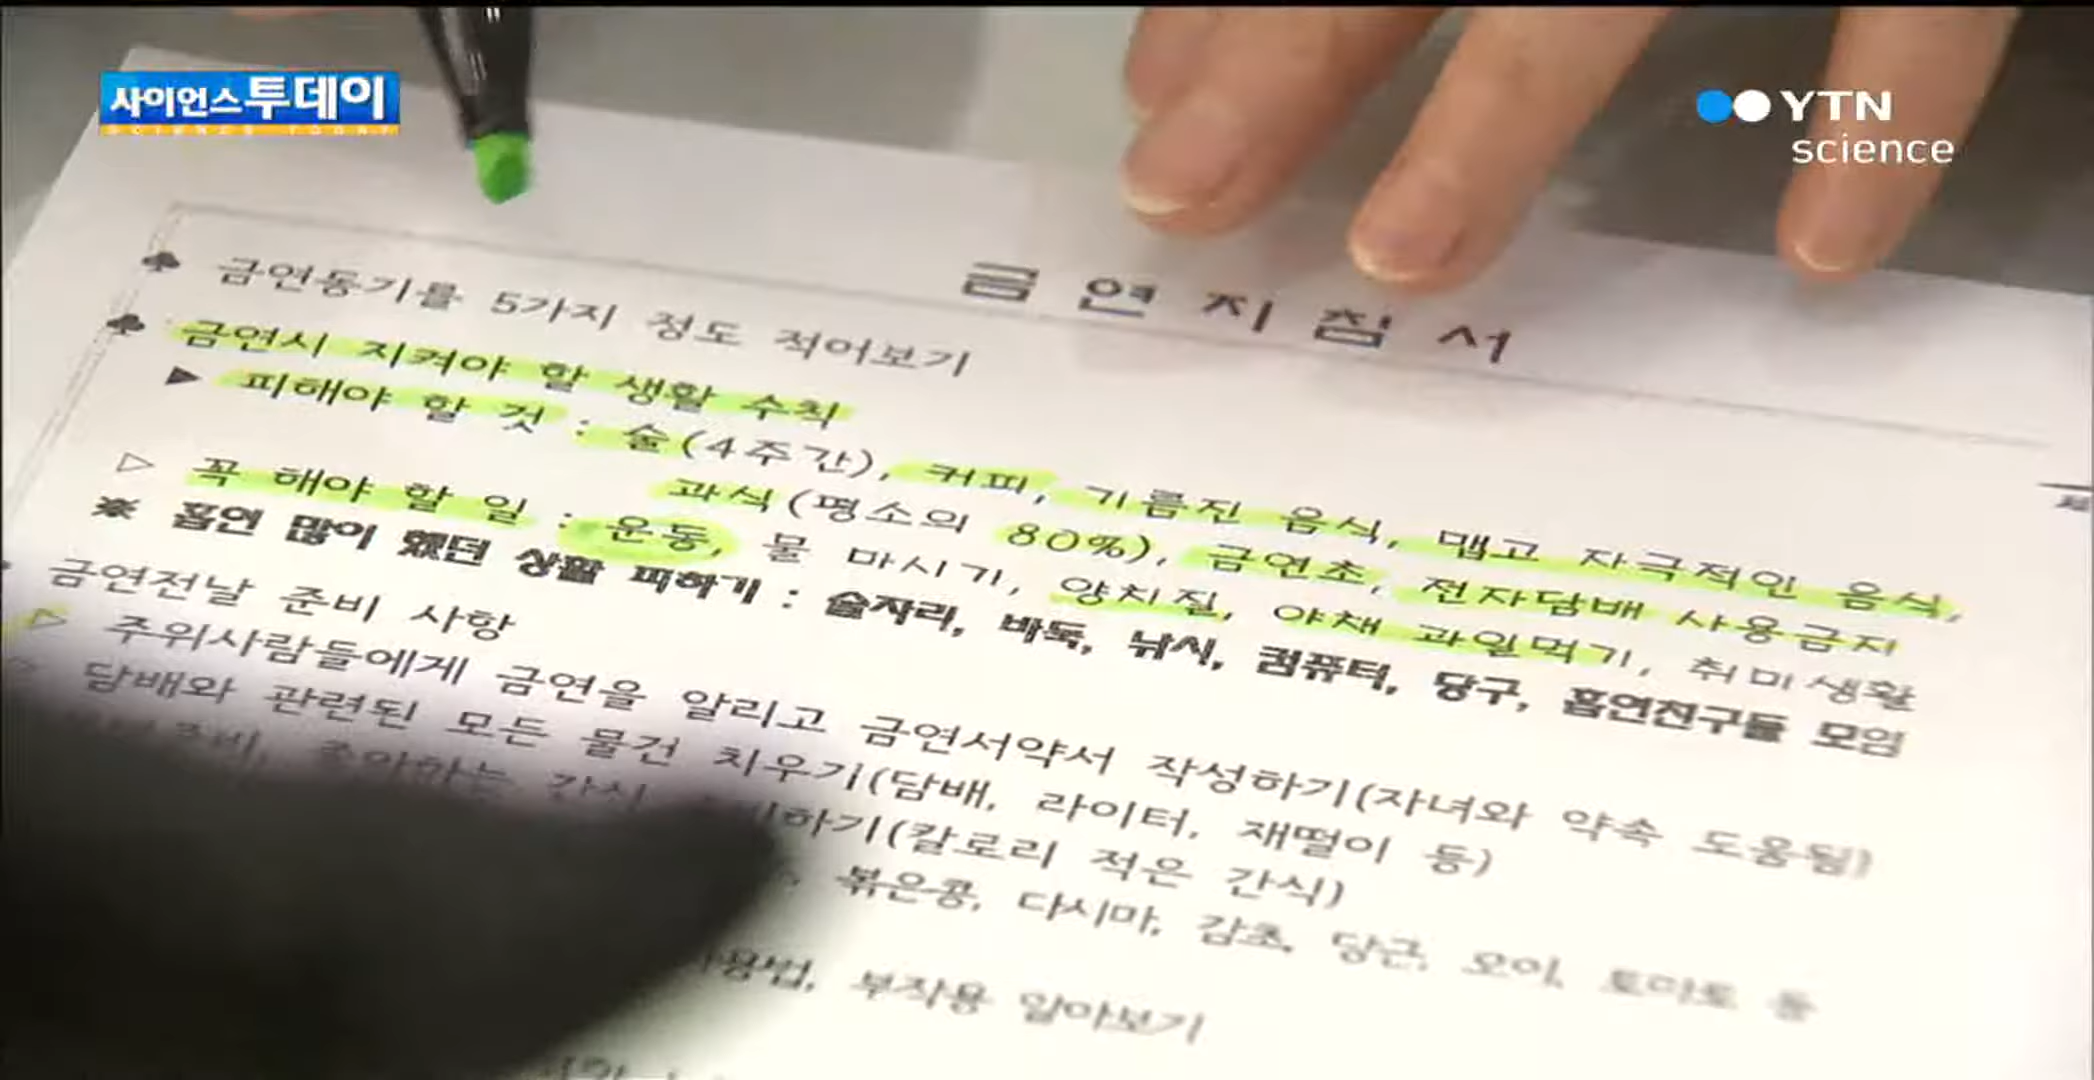 사이언스투데이
SCIENCE TODAY
YTN
science
금연지침서
♣ 금연동기를 5가지 정도 적어보기
♣ 금연시 지켜야 할 생활 수칙
▶ 피해야 할 것 : 술(4주간), 커피, 기름진 음식, 맵고 자극적인 음식,
과식(평소의 80%), 금연초, 전자담배 사용금지
▷ 꼭 해야 할 일 : 운동, 물 마시기, 양치질, 야채 과일먹기, 취미생활
※ 흡연 많이 했던 상황 피하기 : 술자리, 바둑, 낚시, 컴퓨터, 당구, 흡연친구들 모임
금연전날 준비 사항
▷ 주위사람들에게 금연을 알리고 금연서약서 작성하기(자녀와 약속 도움됨)
담배와 관련된 모든 물건 치우기(담배, 라이터, 재떨이 등)
좋아하는 간식 하기(칼로리 적은 간식)
볶은콩, 다시마, 감초, 당근, 오이, 토마토 등
사용법, 부작용 알아보기